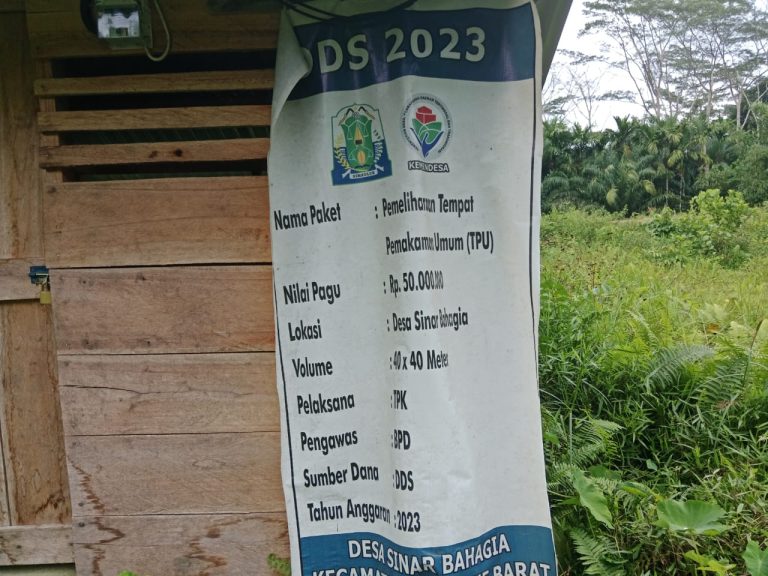 DDS 2023
KEMENDESA
Nama Paket : Pemeliharaan Tempat
Pemakaman Umum (TPU)
Nilai Pagu : Rp. 50.000.000
Lokasi : Desa Sinar Bahagia
Volume : 40 x 40 Meter
Pelaksana : TPK
Pengawas : BPD
Sumber Dana : DDS
Tahun Anggaran : 2023
DESA SINAR BAHAGIA
BARAT